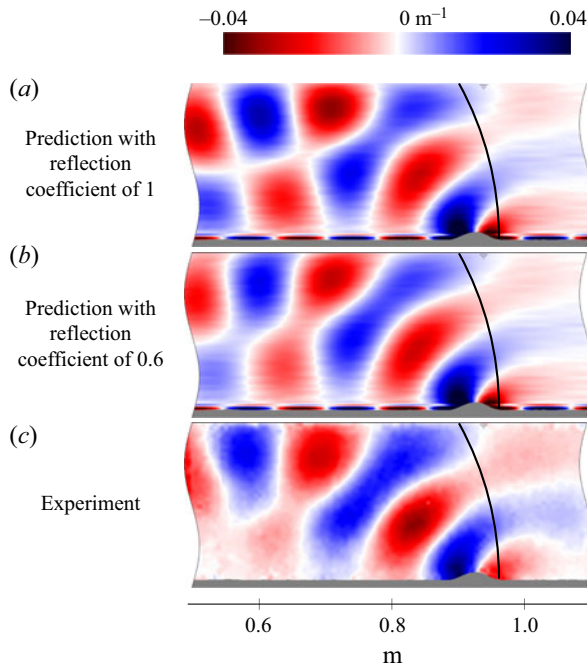 −0.04 0 m⁻¹ 0.04
(a)
Prediction with
reflection
coefficient of 1
(b)
Prediction with
reflection
coefficient of 0.6
(c)
Experiment
0.6 0.8 1.0
m